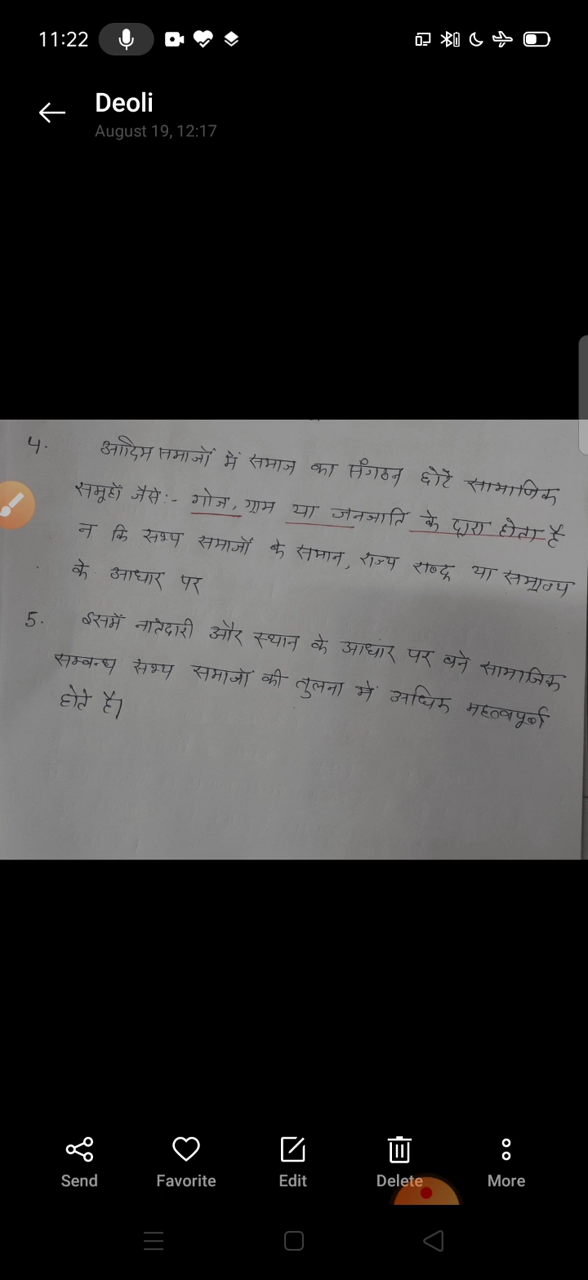 11:22
Deoli
August 19, 12:17
4. आदिम समाजों में समाज का संगठन छोटे सामाजिक
समूहों जैसे:- गोत्र, ग्राम या जनजाति के द्वारा होता है
न कि सभ्य समाजों के समान, राज्य राष्ट्र या सम्राज्य
के आधार पर
5. इसमें नातेदारी और स्थान के आधार पर बने सामाजिक
सम्बन्ध सभ्य समाजों की तुलना में अधिक महत्वपूर्ण
होते है।
Send
Favorite
Edit
Delete
More